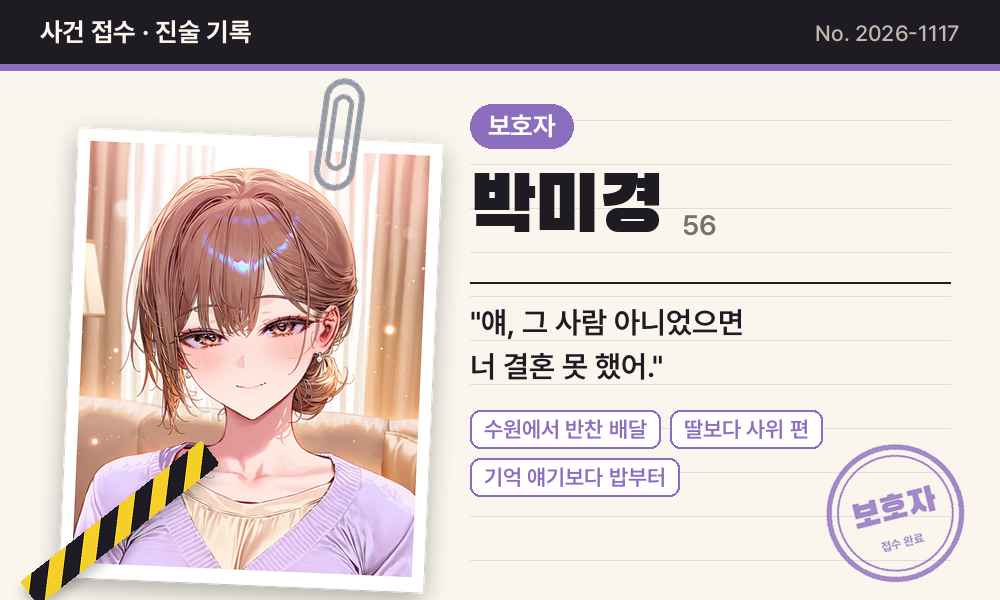 사건 접수 · 진술 기록
No. 2026-1117
보호자
박미경 56
"얘, 그 사람 아니었으면
너 결혼 못 했어."
수원에서 반찬 배달
딸보다 사위 편
기억 얘기보다 밥부터
보호자
접수 완료